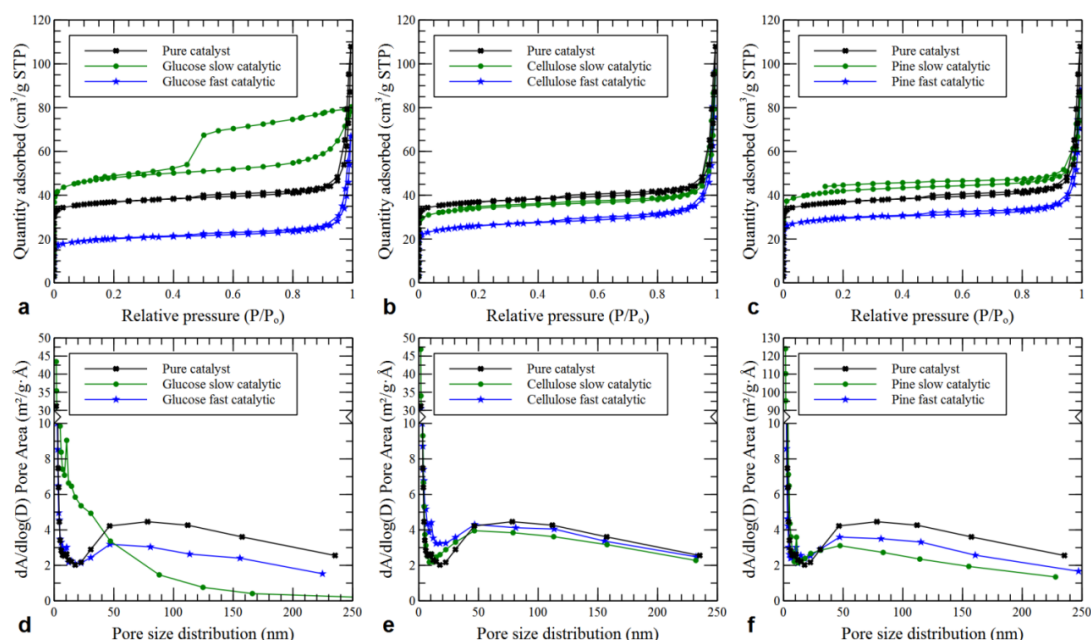 120
100
80
60
40
20
0
Quantity adsorbed (cm³/g STP)
Pure catalyst
Glucose slow catalytic
Glucose fast catalytic
0 0.2 0.4 0.6 0.8 1
a Relative pressure (P/Pₒ)
120
100
80
60
40
20
0
Quantity adsorbed (cm³/g STP)
Pure catalyst
Cellulose slow catalytic
Cellulose fast catalytic
0 0.2 0.4 0.6 0.8 1
b Relative pressure (P/Pₒ)
120
100
80
60
40
20
0
Quantity adsorbed (cm³/g STP)
Pure catalyst
Pine slow catalytic
Pine fast catalytic
0 0.2 0.4 0.6 0.8 1
c Relative pressure (P/Pₒ)
50
45
40
35
30
10
8
6
4
2
0
dA/dlog(D) Pore Area (m²/g·Å)
Pure catalyst
Glucose slow catalytic
Glucose fast catalytic
0 50 100 150 200 250
d Pore size distribution (nm)
50
45
40
35
30
10
8
6
4
2
0
dA/dlog(D) Pore Area (m²/g·Å)
Pure catalyst
Cellulose slow catalytic
Cellulose fast catalytic
0 50 100 150 200 250
e Pore size distribution (nm)
130
120
110
100
90
80
10
8
6
4
2
0
dA/dlog(D) Pore Area (m²/g·Å)
Pure catalyst
Pine slow catalytic
Pine fast catalytic
0 50 100 150 200 250
f Pore size distribution (nm)